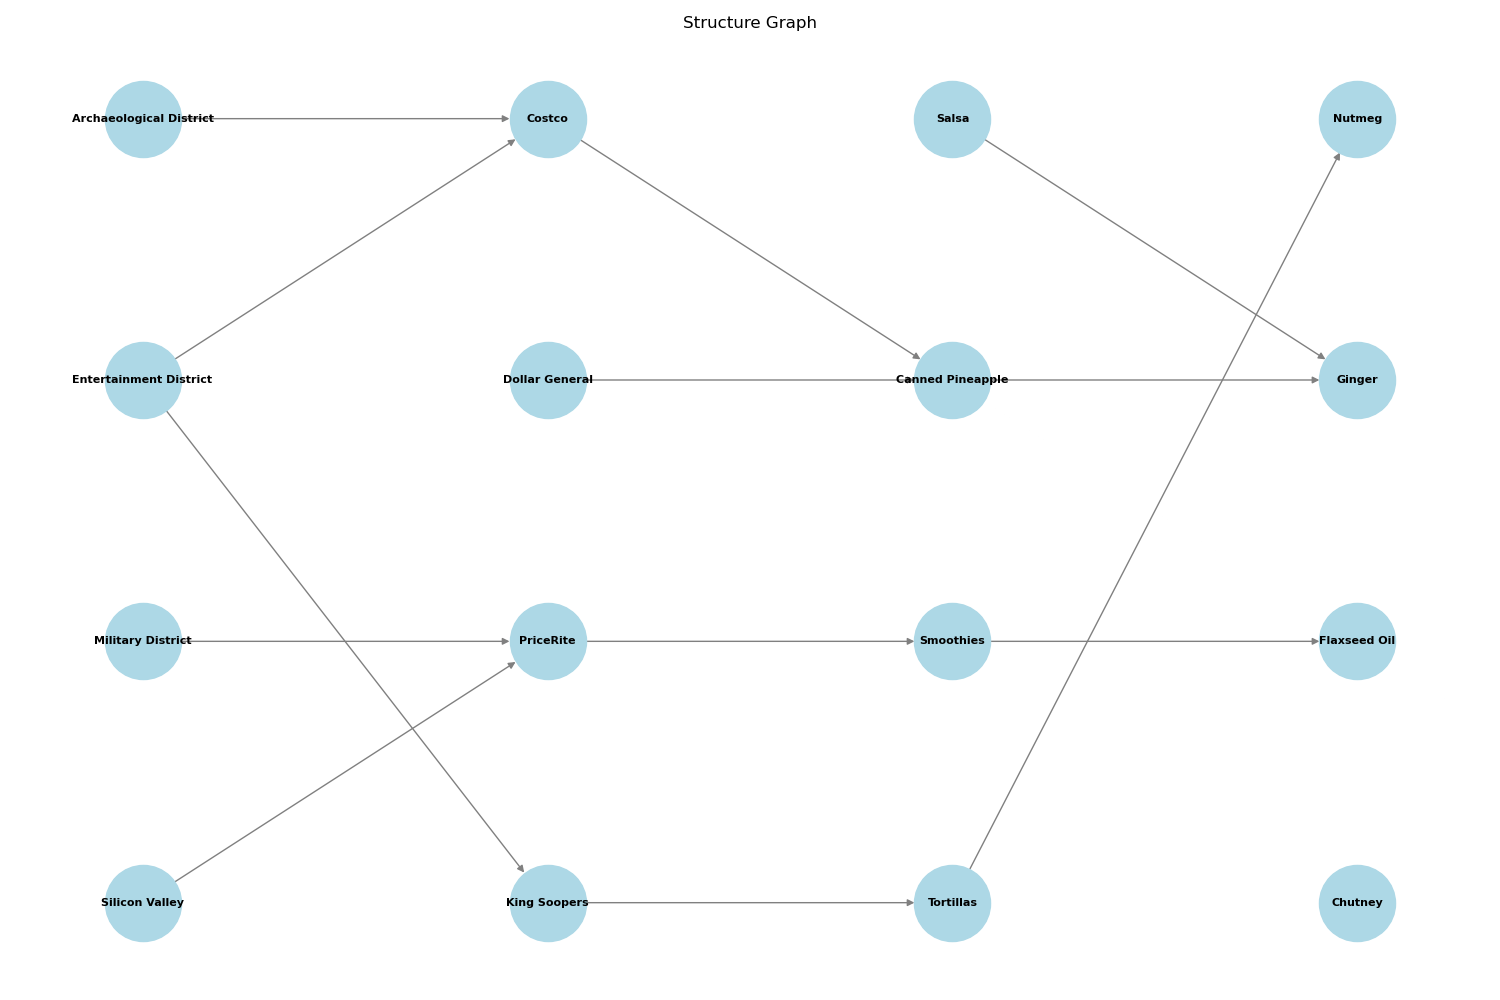 Structure Graph
Archaeological District
Costco
Salsa
Nutmeg
Entertainment District
Dollar General
Canned Pineapple
Ginger
Military District
PriceRite
Smoothies
Flaxseed Oil
Silicon Valley
King Soopers
Tortillas
Chutney